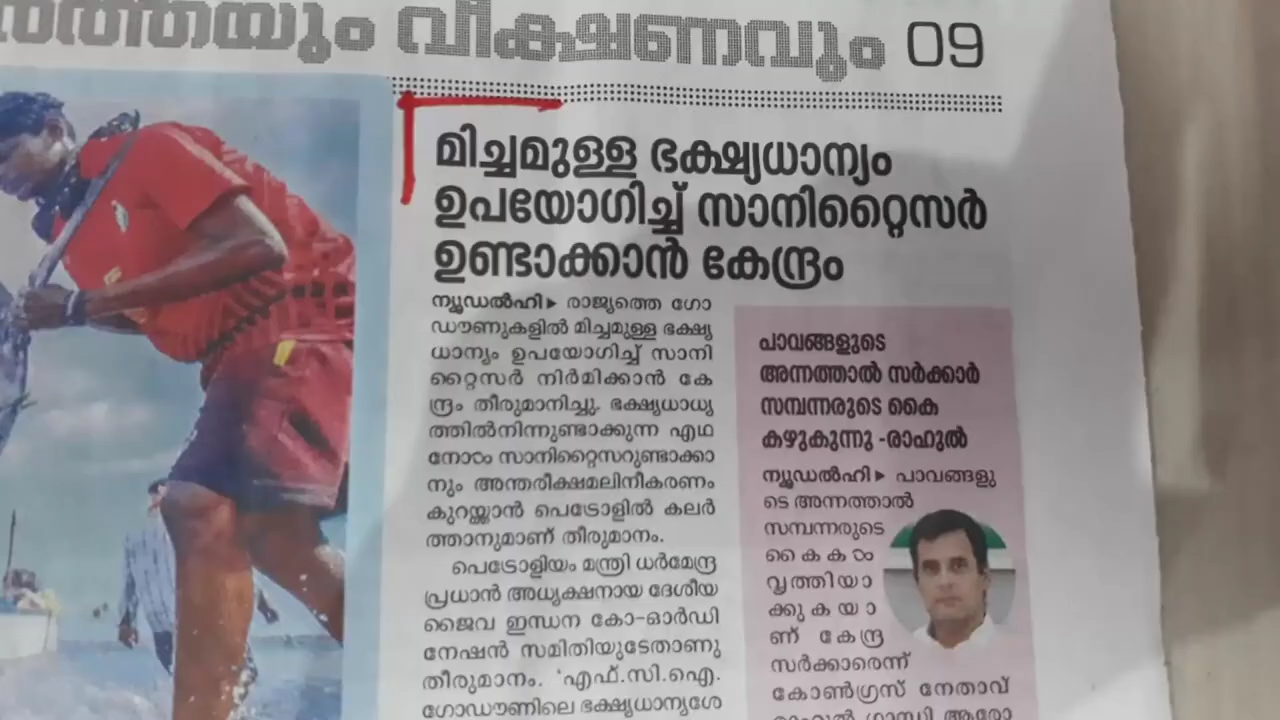 വീക്ഷണവും 09
മിച്ചമുള്ള ഭക്ഷ്യധാന്യം
ഉപയോഗിച്ച് സാനിറ്റൈസർ
ഉണ്ടാക്കാൻ കേന്ദ്രം
ന്യൂഡൽഹി▸ രാജ്യത്തെ ഗോ
ഡൗണുകളിൽ മിച്ചമുള്ള ഭക്ഷ്യ
ധാന്യം ഉപയോഗിച്ച് സാനി
റ്റൈസർ നിർമിക്കാൻ കേ
ന്ദ്രം തീരുമാനിച്ചു. ഭക്ഷ്യധാധ്യ
ത്തിൽനിന്നുണ്ടാക്കുന്ന എഥ
നോഠം സാനിറ്റൈസറുണ്ടാക്കാ
നും അന്തരീക്ഷമലിനീകരണം
കുറയ്ക്കാൻ പെട്രോളിൽ കലർ
ത്താനുമാണ് തീരുമാനം.
പെട്രോളിയം മന്ത്രി ധർമേന്ദ്ര
പ്രധാൻ അധ്യക്ഷനായ ദേശീയ
ജൈവ ഇന്ധന കോ-ഓർഡി
നേഷൻ സമിതിയുടേതാണു
തീരുമാനം. 'എഫ്.സി.ഐ.
ഗോഡൗണിലെ ഭക്ഷ്യധാന്യശേ
പാവങ്ങളുടെ
അന്നത്താൽ സർക്കാർ
സമ്പന്നരുടെ കൈ
കഴുകുന്നു -രാഹുൽ
ന്യൂഡൽഹി▸ പാവങ്ങളു
ടെ അന്നത്താൽ
സമ്പന്നരുടെ
കൈകഠം
വൃത്തിയാ
ക്കുകയാ
ണ് കേന്ദ്ര
സർക്കാരെന്ന്
കോൺഗ്രസ് നേതാവ്
രാഹുൽ ഗാന്ധി ആരോ